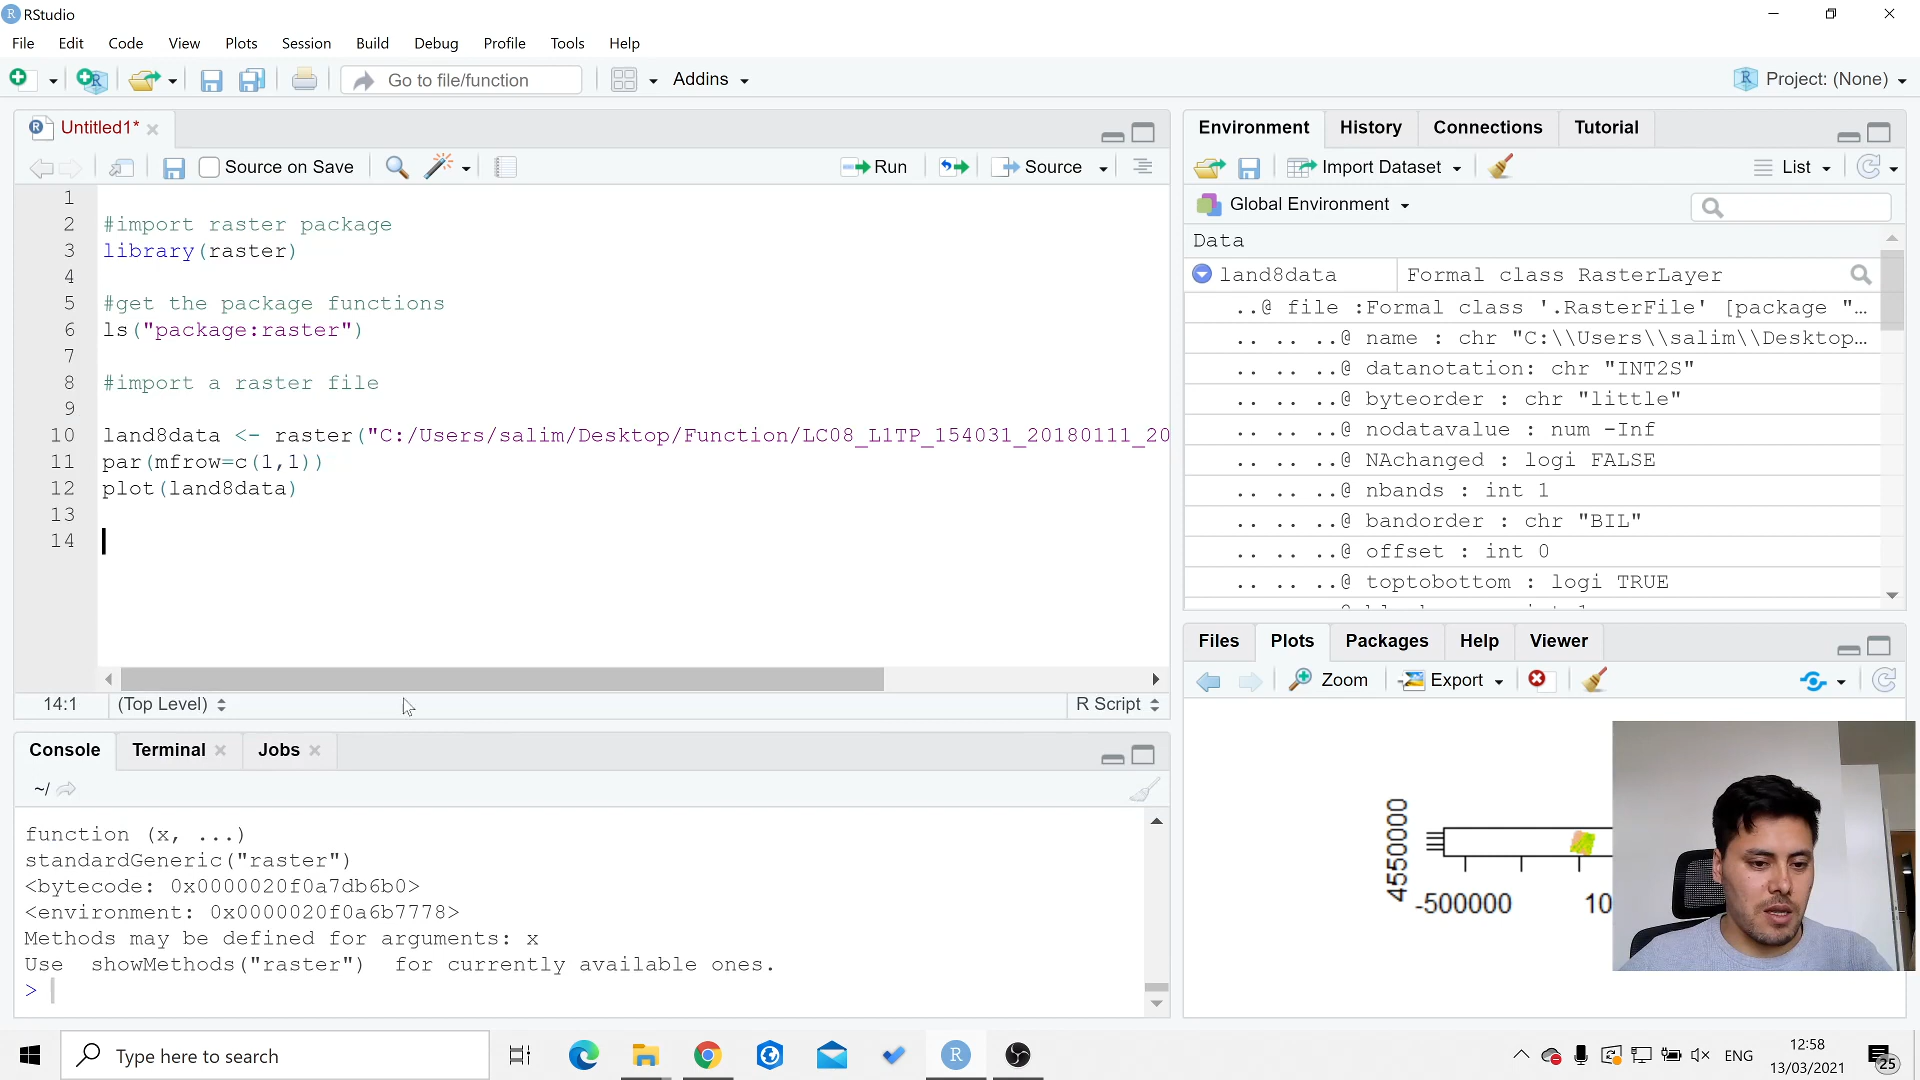 RStudio
File Edit Code View Plots Session Build Debug Profile Tools Help
Go to file/function Addins Project: (None)
Untitled1*
Source on Save Run Source
1
2 #import raster package
3 library(raster)
4
5 #get the package functions
6 ls("package:raster")
7
8 #import a raster file
9
10 land8data <- raster("C:/Users/salim/Desktop/Function/LC08_L1TP_154031_20180111_20
11 par(mfrow=c(1,1))
12 plot(land8data)
13
14
14:1 (Top Level) R Script
Console Terminal Jobs
~/
function (x, ...)
standardGeneric("raster")
<bytecode: 0x0000020f0a7db6b0>
<environment: 0x0000020f0a6b7778>
Methods may be defined for arguments: x
Use showMethods("raster") for currently available ones.
>
Environment History Connections Tutorial
Import Dataset List
Global Environment
Data
land8data Formal class RasterLayer
..@ file :Formal class '.RasterFile' [package "…
.. .. ..@ name : chr "C:\\Users\\salim\\Desktop…
.. .. ..@ datanotation: chr "INT2S"
.. .. ..@ byteorder : chr "little"
.. .. ..@ nodatavalue : num -Inf
.. .. ..@ NAchanged : logi FALSE
.. .. ..@ nbands : int 1
.. .. ..@ bandorder : chr "BIL"
.. .. ..@ offset : int 0
.. .. ..@ toptobottom : logi TRUE
Files Plots Packages Help Viewer
Zoom Export
4550000
-500000 10
Type here to search
R
ENG
12:58
13/03/2021
25